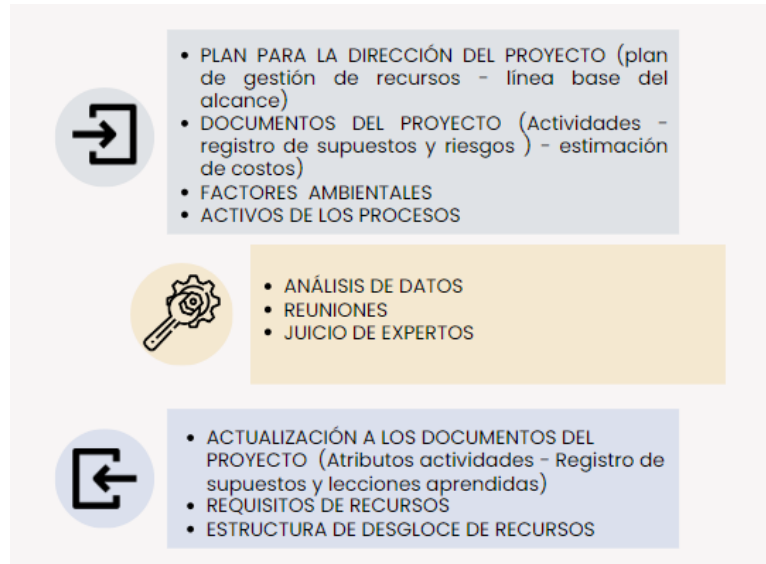 • PLAN PARA LA DIRECCIÓN DEL PROYECTO (plan
de gestión de recursos - línea base del
alcance)
• DOCUMENTOS DEL PROYECTO (Actividades -
registro de supuestos y riesgos ) - estimación
de costos)
• FACTORES AMBIENTALES
• ACTIVOS DE LOS PROCESOS
• ANÁLISIS DE DATOS
• REUNIONES
• JUICIO DE EXPERTOS
• ACTUALIZACIÓN A LOS DOCUMENTOS DEL
PROYECTO (Atributos actividades - Registro de
supuestos y lecciones aprendidas)
• REQUISITOS DE RECURSOS
• ESTRUCTURA DE DESGLOCE DE RECURSOS